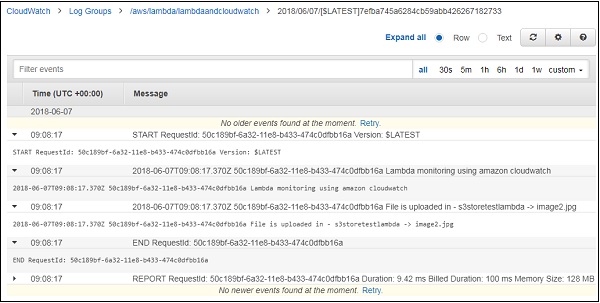 CloudWatch > Log Groups > /aws/lambda/lambdaandcloudwatch > 2018/06/07/[$LATEST]7efba745a6284cb59abb426267182733
Expand all Row Text
Filter events all 30s 5m 1h 6h 1d 1w custom
Time (UTC +00:00) Message
2018-06-07
No older events found at the moment. Retry.
09:08:17 START RequestId: 50c189bf-6a32-11e8-b433-474c0dfbb16a Version: $LATEST
START RequestId: 50c189bf-6a32-11e8-b433-474c0dfbb16a Version: $LATEST
09:08:17 2018-06-07T09:08:17.370Z 50c189bf-6a32-11e8-b433-474c0dfbb16a Lambda monitoring using amazon cloudwatch
2018-06-07T09:08:17.370Z 50c189bf-6a32-11e8-b433-474c0dfbb16a Lambda monitoring using amazon cloudwatch
09:08:17 2018-06-07T09:08:17.370Z 50c189bf-6a32-11e8-b433-474c0dfbb16a File is uploaded in - s3storetestlambda -> image2.jpg
2018-06-07T09:08:17.370Z 50c189bf-6a32-11e8-b433-474c0dfbb16a File is uploaded in - s3storetestlambda -> image2.jpg
09:08:17 END RequestId: 50c189bf-6a32-11e8-b433-474c0dfbb16a
END RequestId: 50c189bf-6a32-11e8-b433-474c0dfbb16a
09:08:17 REPORT RequestId: 50c189bf-6a32-11e8-b433-474c0dfbb16a Duration: 9.42 ms Billed Duration: 100 ms Memory Size: 128 MB
No newer events found at the moment. Retry.